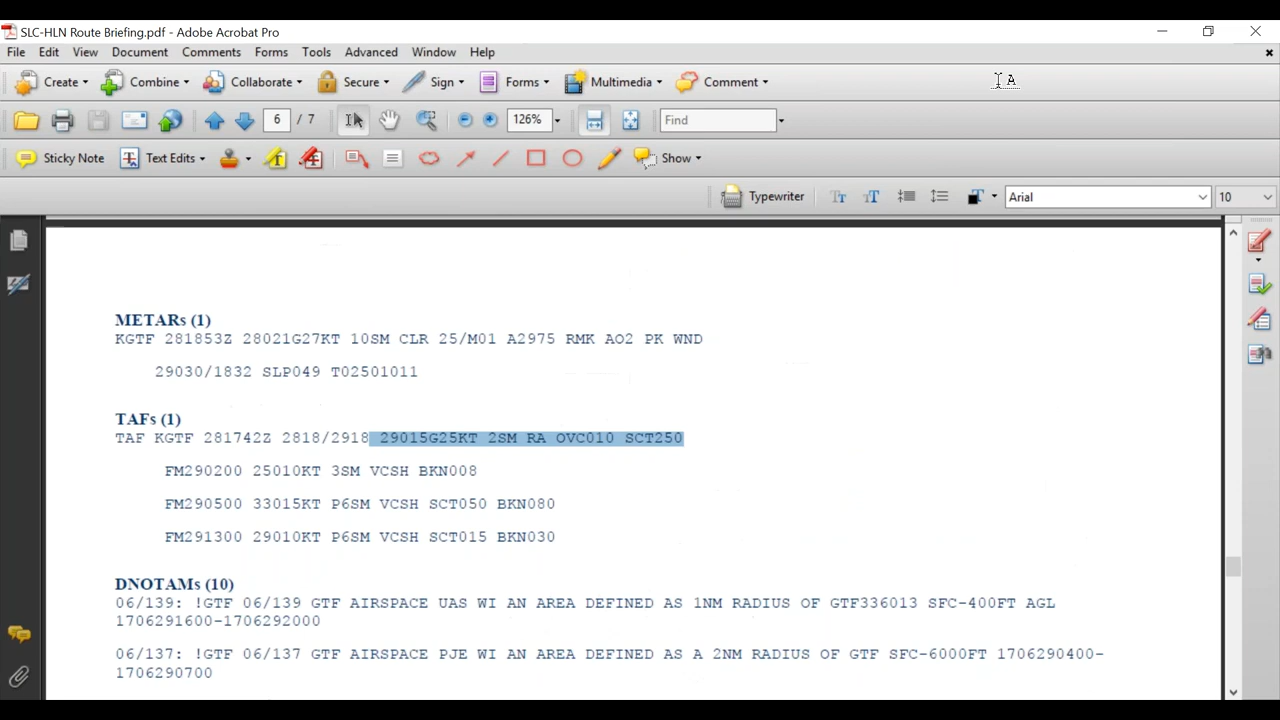 SLC-HLN Route Briefing.pdf - Adobe Acrobat Pro
File Edit View Document Comments Forms Tools Advanced Window Help
Create Combine Collaborate Secure Sign Forms Multimedia Comment
6 / 7 126% Find
Sticky Note Text Edits Show
Typewriter Arial 10
METARs (1)
KGTF 281853Z 28021G27KT 10SM CLR 25/M01 A2975 RMK AO2 PK WND
29030/1832 SLP049 T02501011
TAFs (1)
TAF KGTF 281742Z 2818/2918 29015G25KT 2SM RA OVC010 SCT250
FM290200 25010KT 3SM VCSH BKN008
FM290500 33015KT P6SM VCSH SCT050 BKN080
FM291300 29010KT P6SM VCSH SCT015 BKN030
DNOTAMs (10)
06/139: !GTF 06/139 GTF AIRSPACE UAS WI AN AREA DEFINED AS 1NM RADIUS OF GTF336013 SFC-400FT AGL
1706291600-1706292000
06/137: !GTF 06/137 GTF AIRSPACE PJE WI AN AREA DEFINED AS A 2NM RADIUS OF GTF SFC-6000FT 1706290400-
1706290700